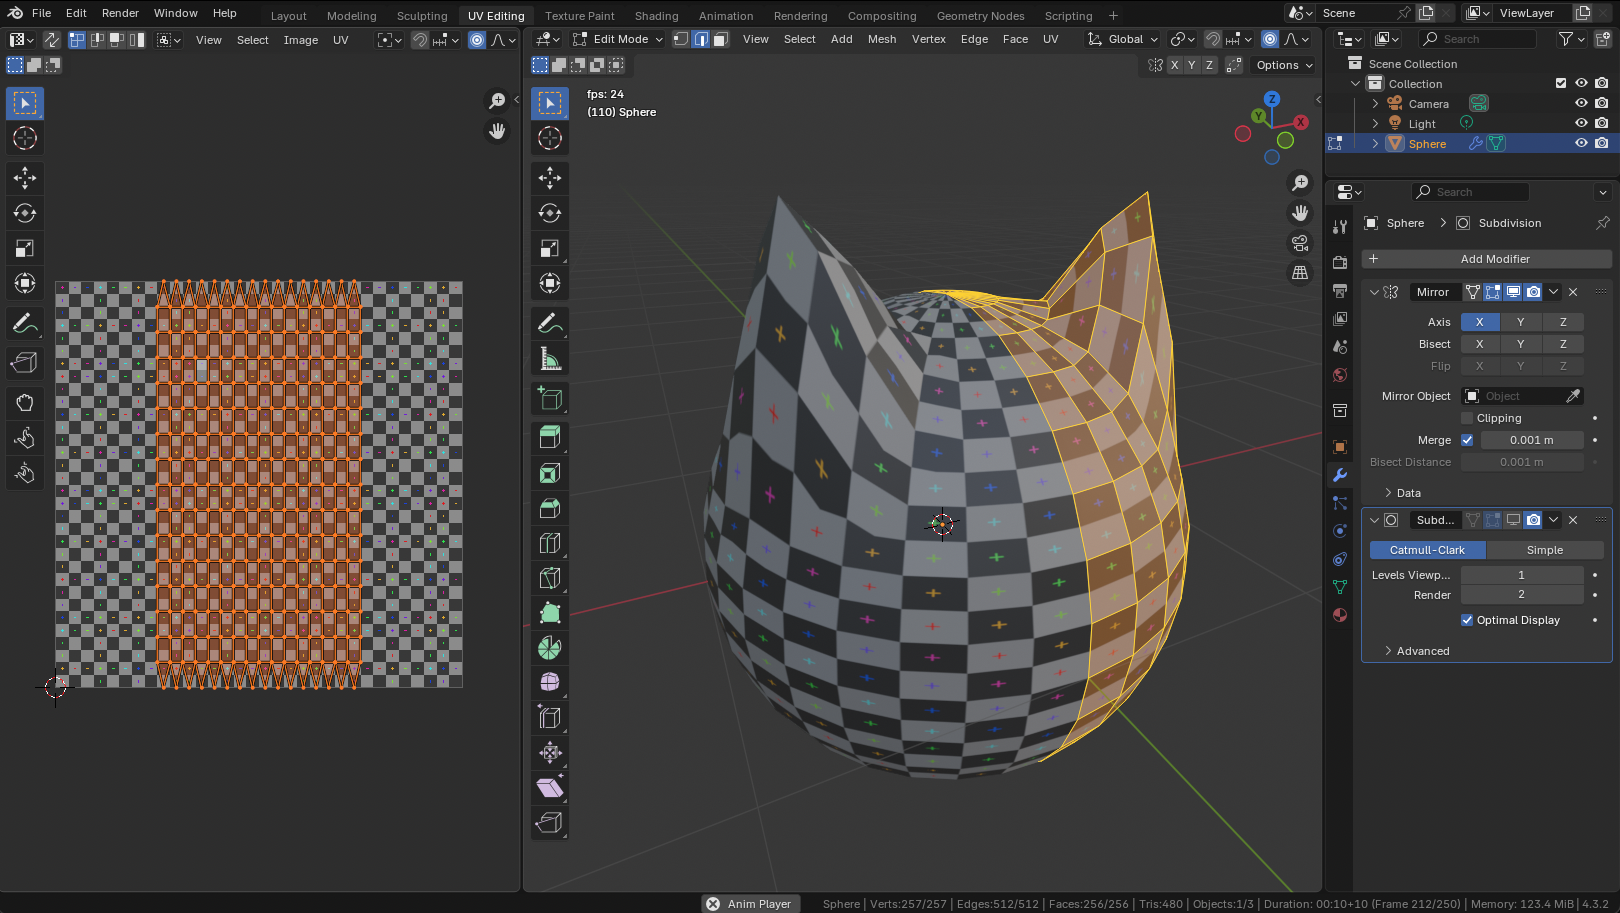 File Edit Render Window Help
Layout Modeling Sculpting UV Editing Texture Paint Shading Animation Rendering Compositing Geometry Nodes Scripting +
Scene
ViewLayer
View Select Image UV
Edit Mode
View Select Add Mesh Vertex Edge Face UV
Global
X Y Z
Options
fps: 24
(110) Sphere
Z
Y
X
Search
Scene Collection
Collection
Camera
Light
Sphere
Search
Sphere > Subdivision
+ Add Modifier
Mirror
Axis X Y Z
Bisect X Y Z
Flip X Y Z
Mirror Object Object
Clipping
Merge 0.001 m
Bisect Distance 0.001 m
Data
Subd...
Catmull-Clark Simple
Levels Viewp... 1
Render 2
Optimal Display
Advanced
Anim Player
Sphere | Verts:257/257 | Edges:512/512 | Faces:256/256 | Tris:480 | Objects:1/3 | Duration: 00:10+10 (Frame 212/250) | Memory: 123.4 MiB | 4.3.2